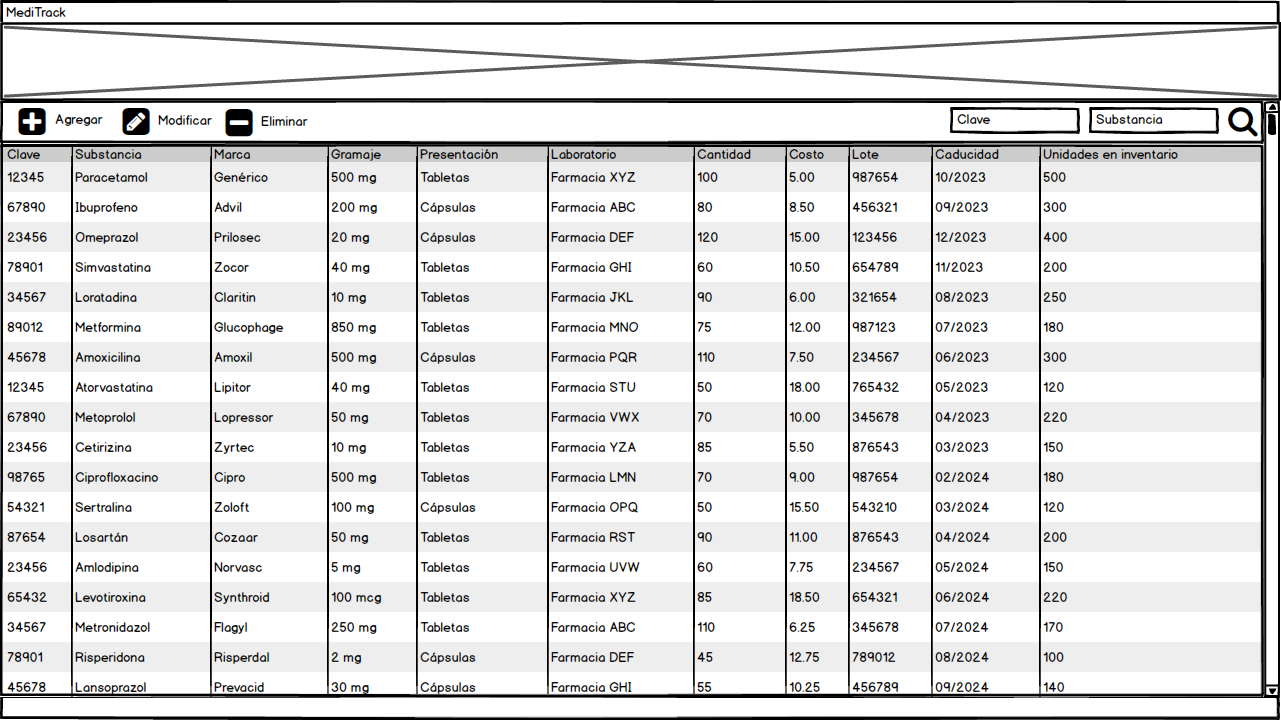 MediTrack
Agregar Modificar Eliminar Clave Substancia
Clave Substancia Marca Gramaje Presentación Laboratorio Cantidad Costo Lote Caducidad Unidades en inventario
12345 Paracetamol Genérico 500 mg Tabletas Farmacia XYZ 100 5.00 987654 10/2023 500
67890 Ibuprofeno Advil 200 mg Cápsulas Farmacia ABC 80 8.50 456321 09/2023 300
23456 Omeprazol Prilosec 20 mg Cápsulas Farmacia DEF 120 15.00 123456 12/2023 400
78901 Simvastatina Zocor 40 mg Tabletas Farmacia GHI 60 10.50 654789 11/2023 200
34567 Loratadina Claritin 10 mg Tabletas Farmacia JKL 90 6.00 321654 08/2023 250
89012 Metformina Glucophage 850 mg Tabletas Farmacia MNO 75 12.00 987123 07/2023 180
45678 Amoxicilina Amoxil 500 mg Cápsulas Farmacia PQR 110 7.50 234567 06/2023 300
12345 Atorvastatina Lipitor 40 mg Tabletas Farmacia STU 50 18.00 765432 05/2023 120
67890 Metoprolol Lopressor 50 mg Tabletas Farmacia VWX 70 10.00 345678 04/2023 220
23456 Cetirizina Zyrtec 10 mg Tabletas Farmacia YZA 85 5.50 876543 03/2023 150
98765 Ciprofloxacino Cipro 500 mg Tabletas Farmacia LMN 70 9.00 987654 02/2024 180
54321 Sertralina Zoloft 100 mg Cápsulas Farmacia OPQ 50 15.50 543210 03/2024 120
87654 Losartán Cozaar 50 mg Tabletas Farmacia RST 90 11.00 876543 04/2024 200
23456 Amlodipina Norvasc 5 mg Tabletas Farmacia UVW 60 7.75 234567 05/2024 150
65432 Levotiroxina Synthroid 100 mcg Tabletas Farmacia XYZ 85 18.50 654321 06/2024 220
34567 Metronidazol Flagyl 250 mg Tabletas Farmacia ABC 110 6.25 345678 07/2024 170
78901 Risperidona Risperdal 2 mg Cápsulas Farmacia DEF 45 12.75 789012 08/2024 100
45678 Lansoprazol Prevacid 30 mg Cápsulas Farmacia GHI 55 10.25 456789 09/2024 140